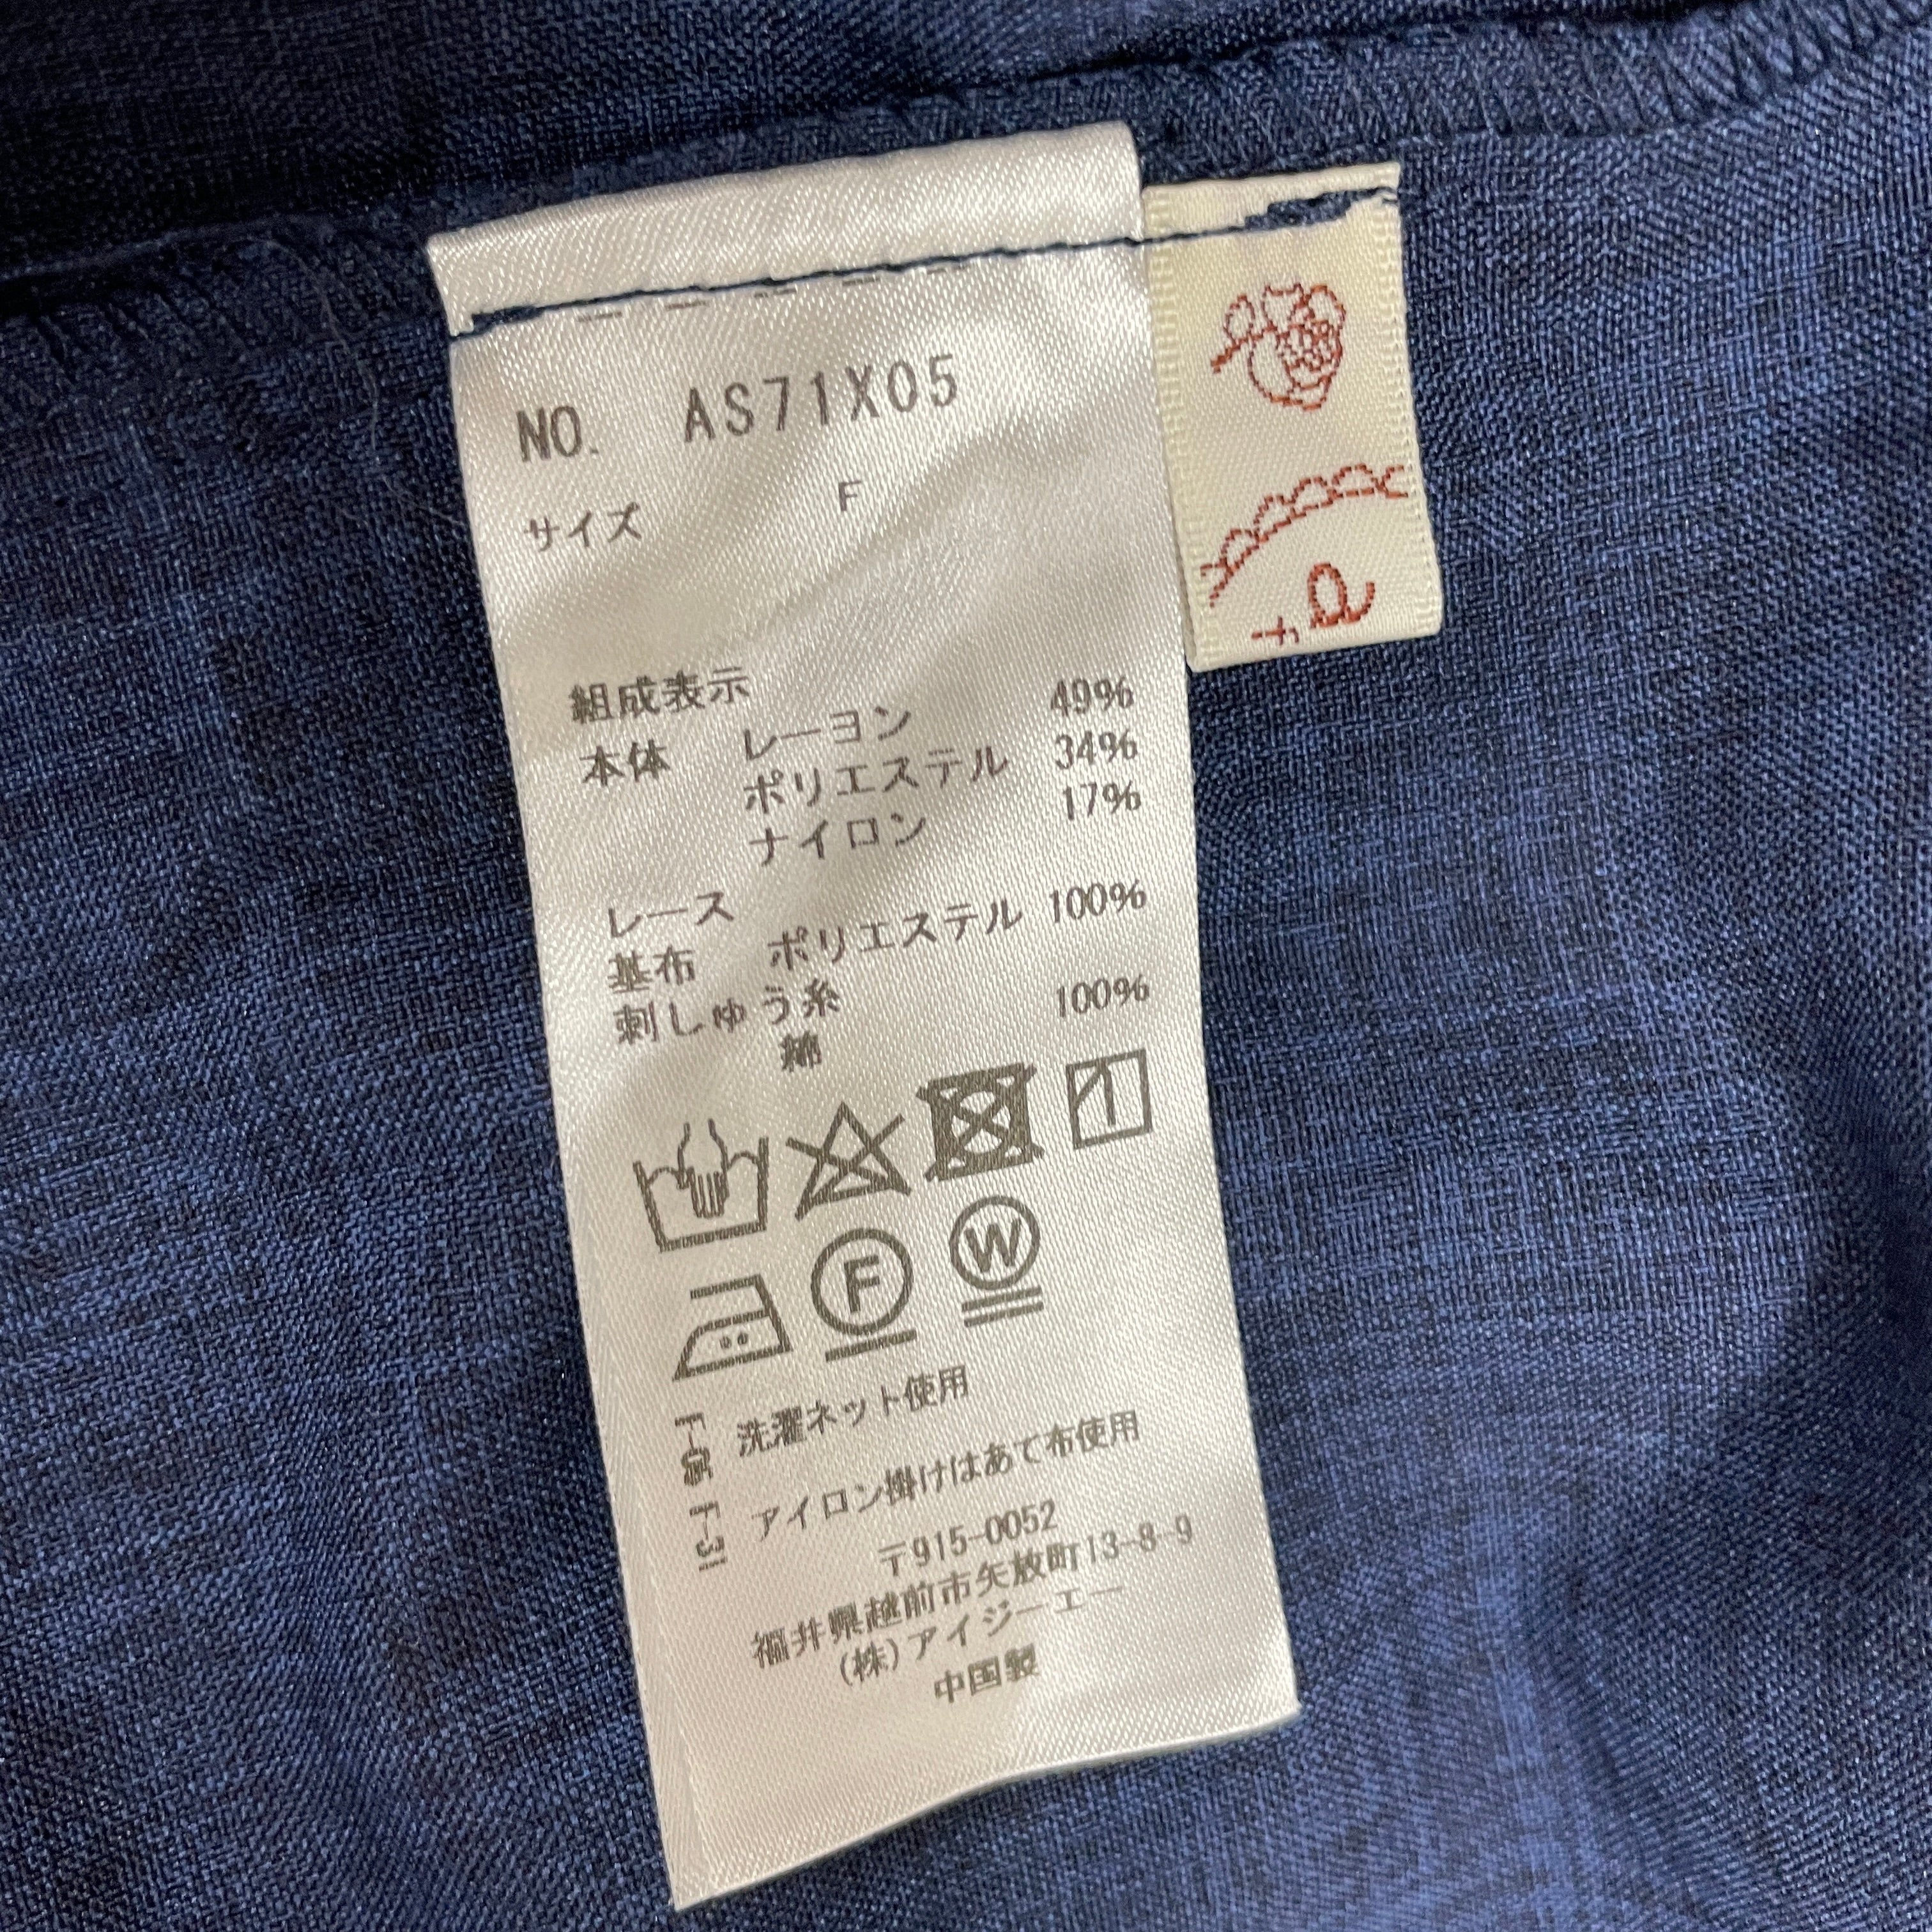 NO. AS71X05
サイズ F
組成表示
本体 レーヨン 49%
ポリエステル 34%
ナイロン 17%
レース
基布 ポリエステル 100%
刺しゅう糸
綿 100%
F
W
洗濯ネット使用
アイロン掛けはあて布使用
〒915-0052
福井県越前市矢放町13-8-9
(株)アイジーエー
中国製
F-31
+a